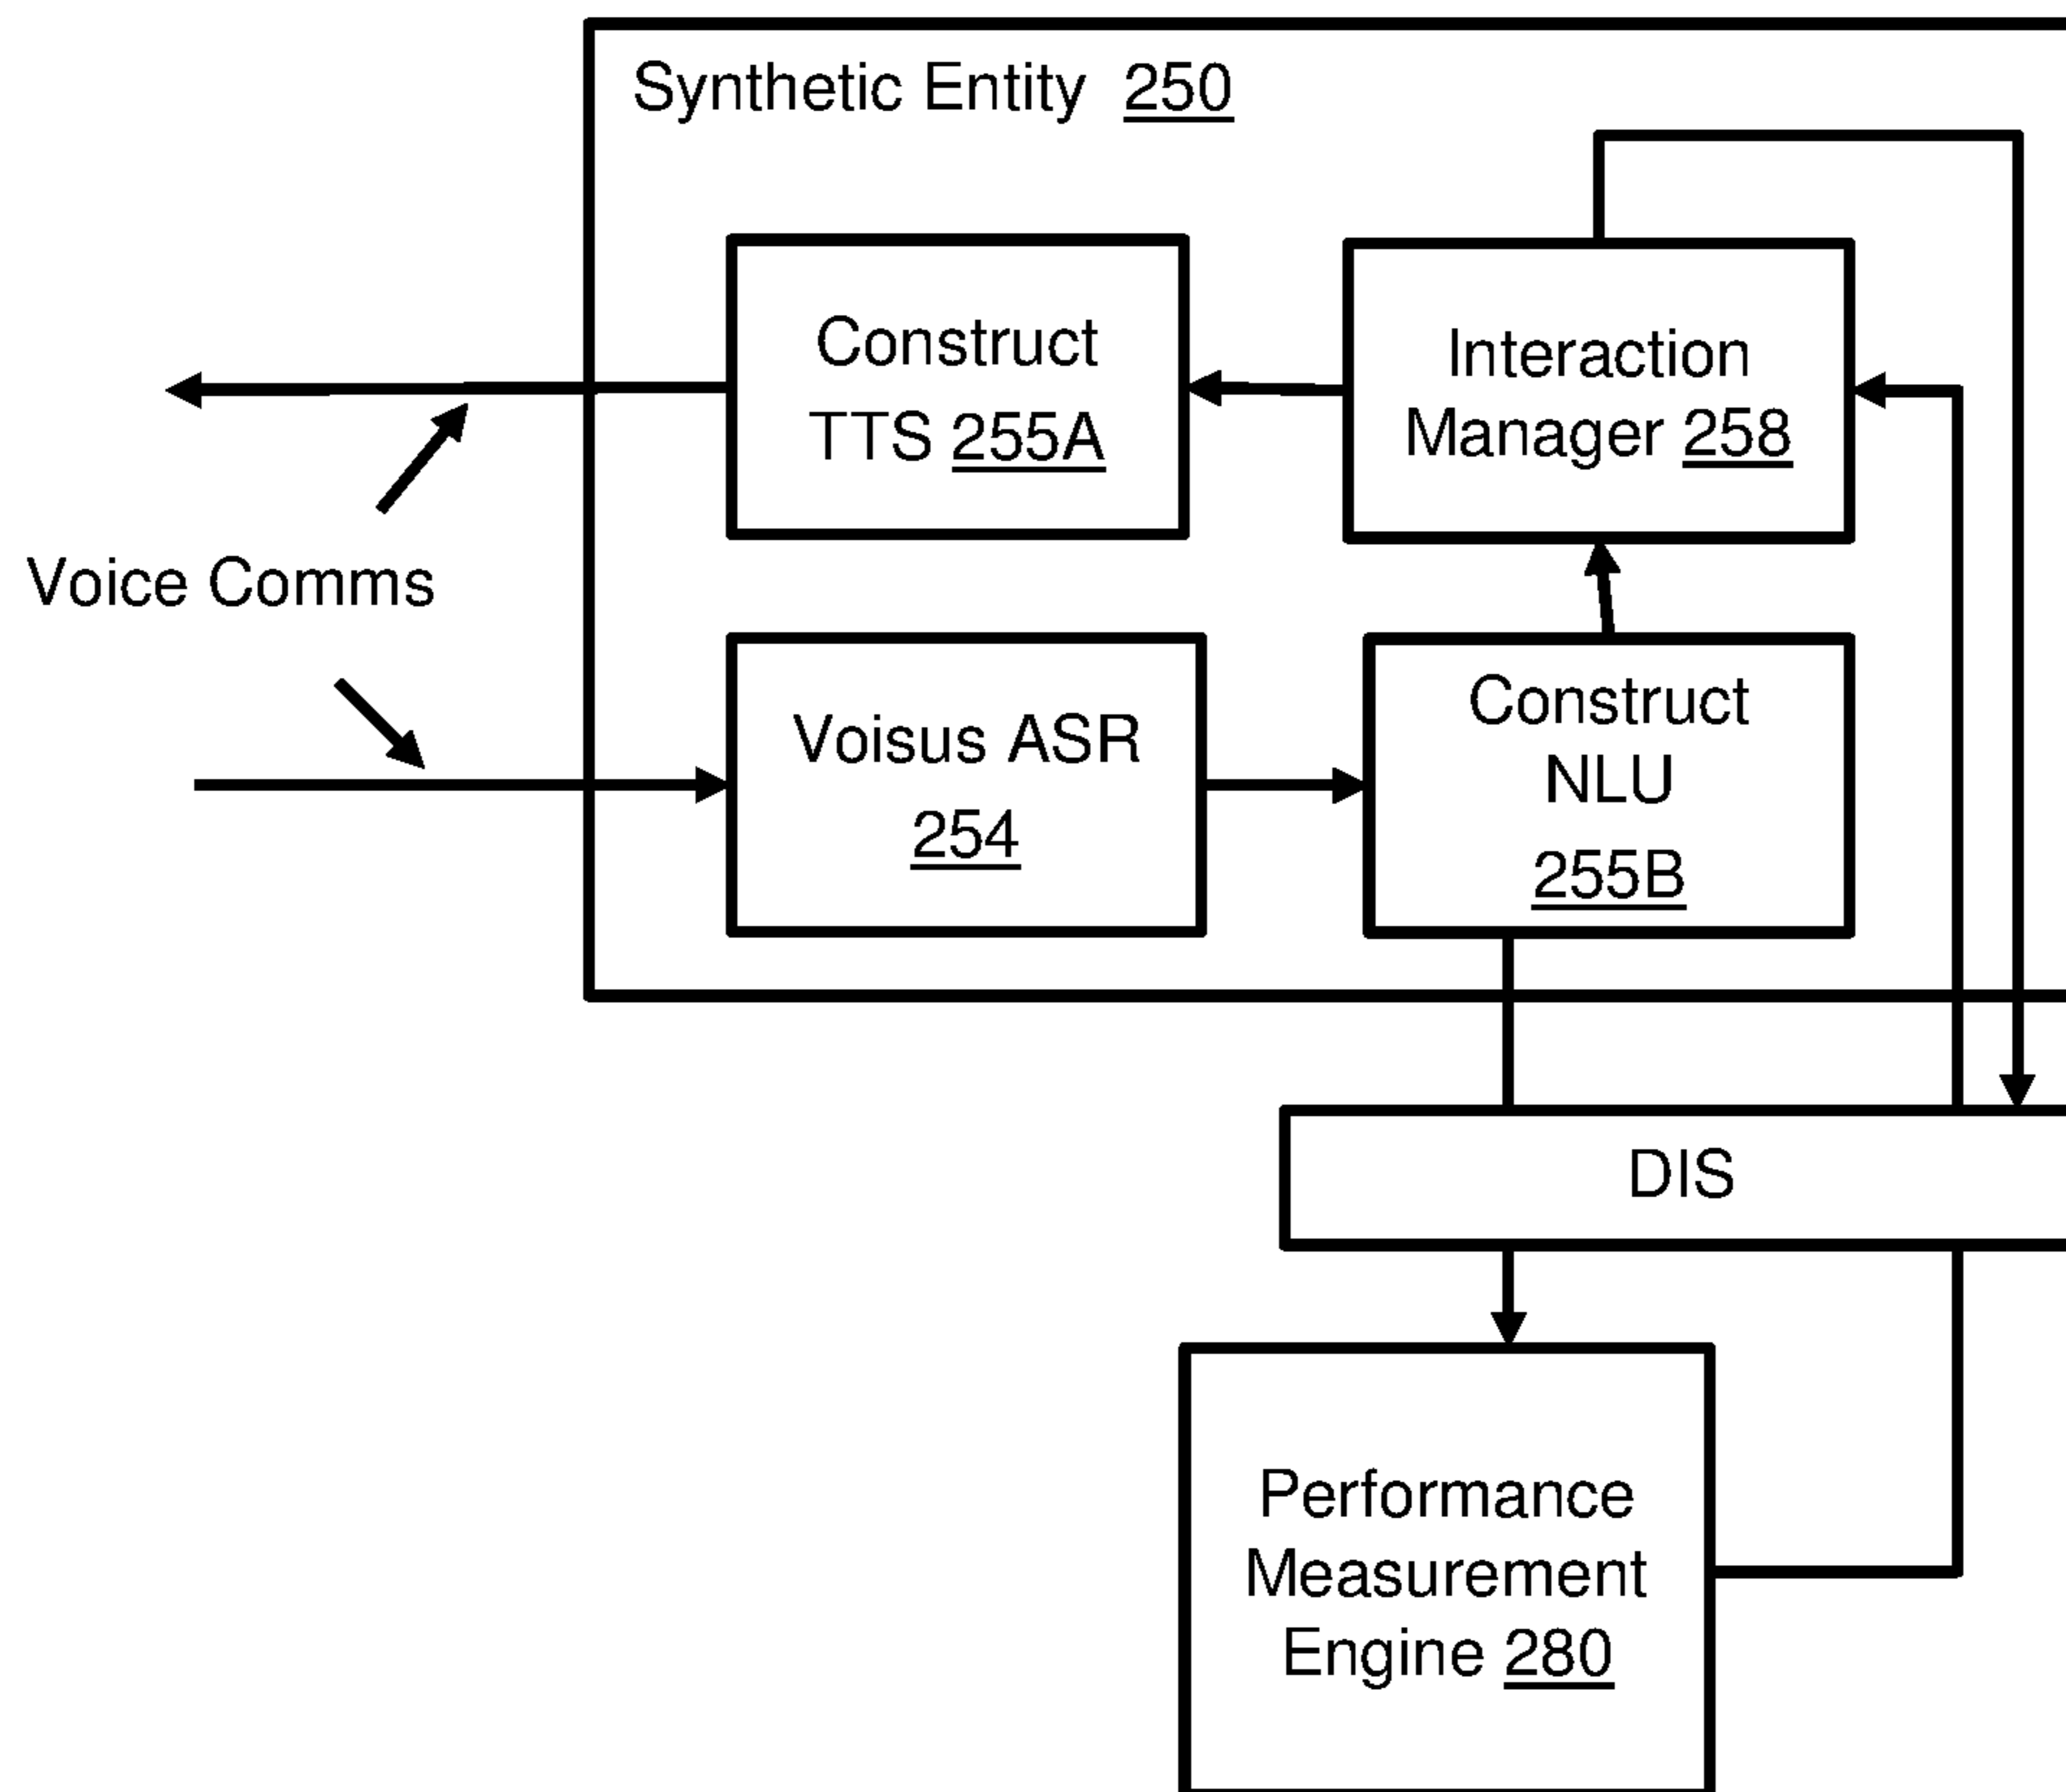 Synthetic Entity 250
Construct
TTS 255A
Interaction
Manager 258
Voice Comms
Voisus ASR
254
Construct
NLU
255B
DIS
Performance
Measurement
Engine 280